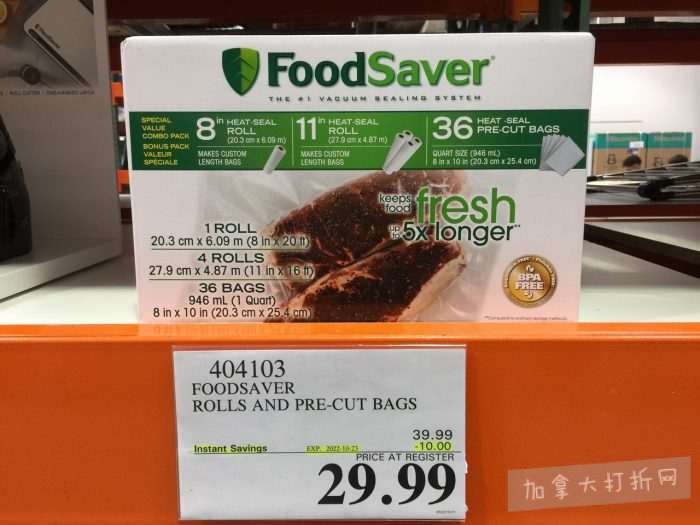 FoodSaver®
THE #1 VACUUM SEALING SYSTEM
SPECIAL VALUE COMBO PACK
BONUS PACK VALEUR SPECIALE
8 in HEAT-SEAL ROLL
(20.3 cm x 6.09 m)
MAKES CUSTOM
LENGTH BAGS
11 in HEAT-SEAL ROLL
(27.9 cm x 4.87 m)
MAKES CUSTOM
LENGTH BAGS
36 HEAT-SEAL PRE-CUT BAGS
QUART SIZE (946 mL)
8 in x 10 in (20.3 cm x 25.4 cm)
keeps food fresh
up to 5x longer**
1 ROLL
20.3 cm x 6.09 m (8 in x 20 ft)
4 ROLLS
27.9 cm x 4.87 m (11 in x 16 ft)
36 BAGS
946 mL (1 Quart)
8 in x 10 in (20.3 cm x 25.4 cm)
BPA
FREE
404103
FOODSAVER
ROLLS AND PRE-CUT BAGS
39.99
Instant Savings EXP. 2022-10-23 -10.00
PRICE AT REGISTER
29.99
加拿大打折网